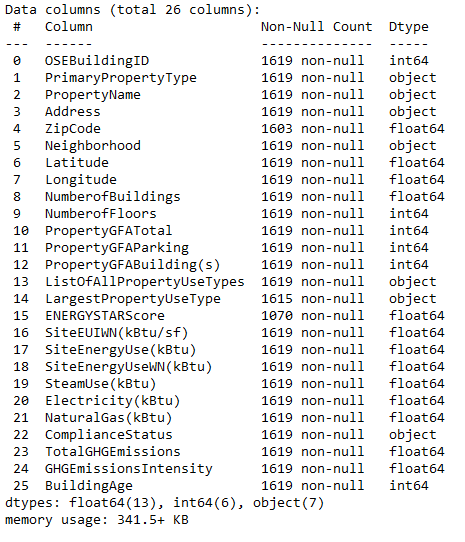 Data columns (total 26 columns):
 #   Column                     Non-Null Count  Dtype
---  ------                     --------------  -----
 0   OSEBuildingID              1619 non-null   int64
 1   PrimaryPropertyType        1619 non-null   object
 2   PropertyName               1619 non-null   object
 3   Address                    1619 non-null   object
 4   ZipCode                    1603 non-null   float64
 5   Neighborhood               1619 non-null   object
 6   Latitude                   1619 non-null   float64
 7   Longitude                  1619 non-null   float64
 8   NumberofBuildings          1619 non-null   float64
 9   NumberofFloors             1619 non-null   int64
 10  PropertyGFATotal           1619 non-null   int64
 11  PropertyGFAParking         1619 non-null   int64
 12  PropertyGFABuilding(s)     1619 non-null   int64
 13  ListOfAllPropertyUseTypes  1619 non-null   object
 14  LargestPropertyUseType     1615 non-null   object
 15  ENERGYSTARScore            1070 non-null   float64
 16  SiteEUIWN(kBtu/sf)         1619 non-null   float64
 17  SiteEnergyUse(kBtu)        1619 non-null   float64
 18  SiteEnergyUseWN(kBtu)      1619 non-null   float64
 19  SteamUse(kBtu)             1619 non-null   float64
 20  Electricity(kBtu)          1619 non-null   float64
 21  NaturalGas(kBtu)           1619 non-null   float64
 22  ComplianceStatus           1619 non-null   object
 23  TotalGHGEmissions          1619 non-null   float64
 24  GHGEmissionsIntensity      1619 non-null   float64
 25  BuildingAge                1619 non-null   int64
dtypes: float64(13), int64(6), object(7)
memory usage: 341.5+ KB